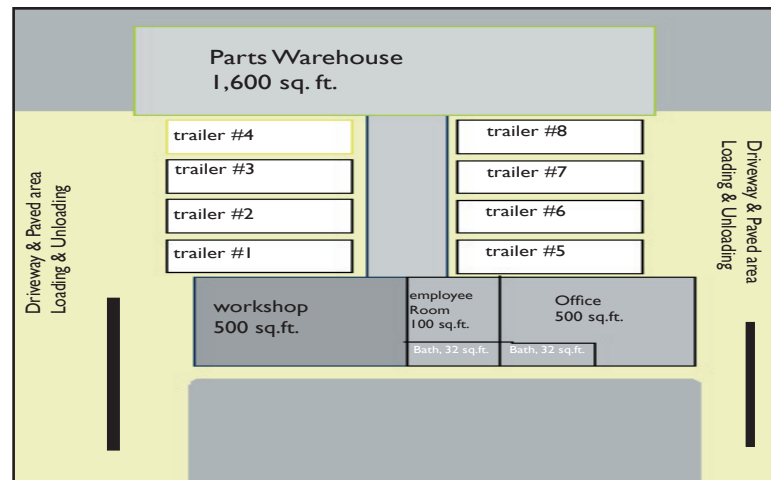 Parts Warehouse
1,600 sq. ft.
trailer #4
trailer #3
trailer #2
trailer #1
trailer #8
trailer #7
trailer #6
trailer #5
Driveway & Paved area
Loading & Unloading
Driveway & Paved area
Loading & Unloading
workshop
500 sq.ft.
employee
Room
100 sq.ft.
Office
500 sq.ft.
Bath, 32 sq.ft.
Bath, 32 sq.ft.